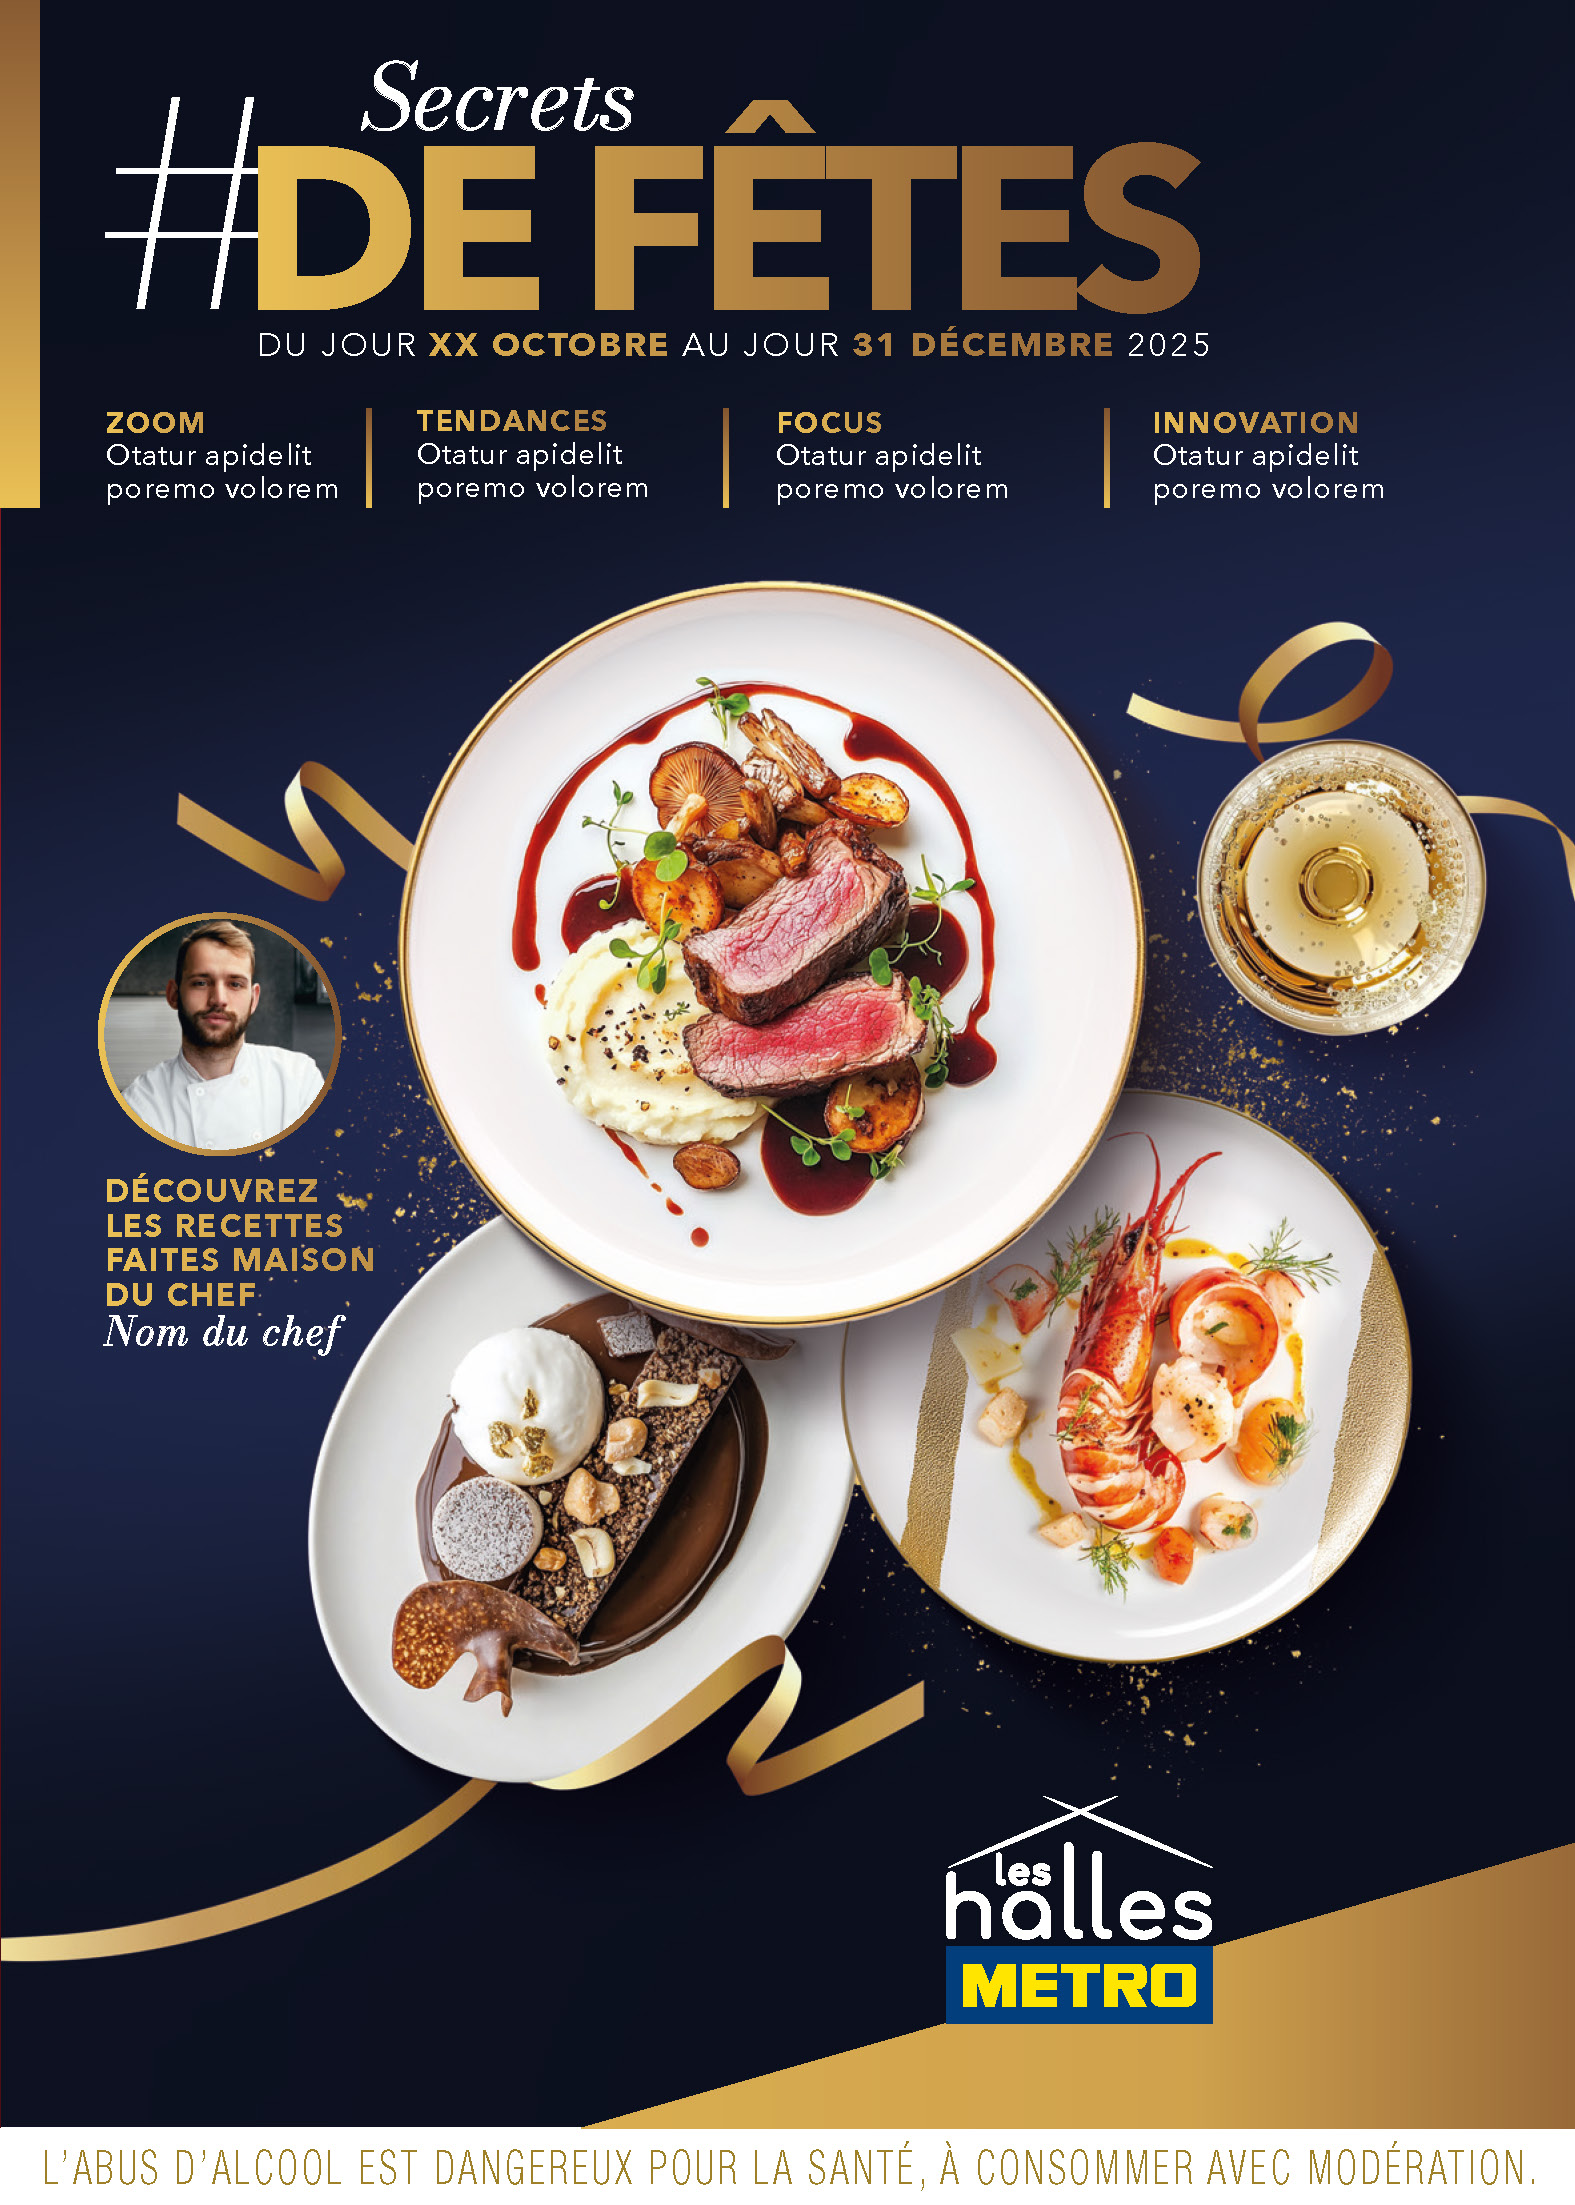 Secrets
#DE FÊTES
DU JOUR XX OCTOBRE AU JOUR 31 DÉCEMBRE 2025
ZOOM
Otatur apidelit
poremo volorem
TENDANCES
Otatur apidelit
poremo volorem
FOCUS
Otatur apidelit
poremo volorem
INNOVATION
Otatur apidelit
poremo volorem
DÉCOUVREZ
LES RECETTES
FAITES MAISON
DU CHEF
Nom du chef
les
halles
METRO
L'ABUS D'ALCOOL EST DANGEREUX POUR LA SANTÉ, À CONSOMMER AVEC MODÉRATION.